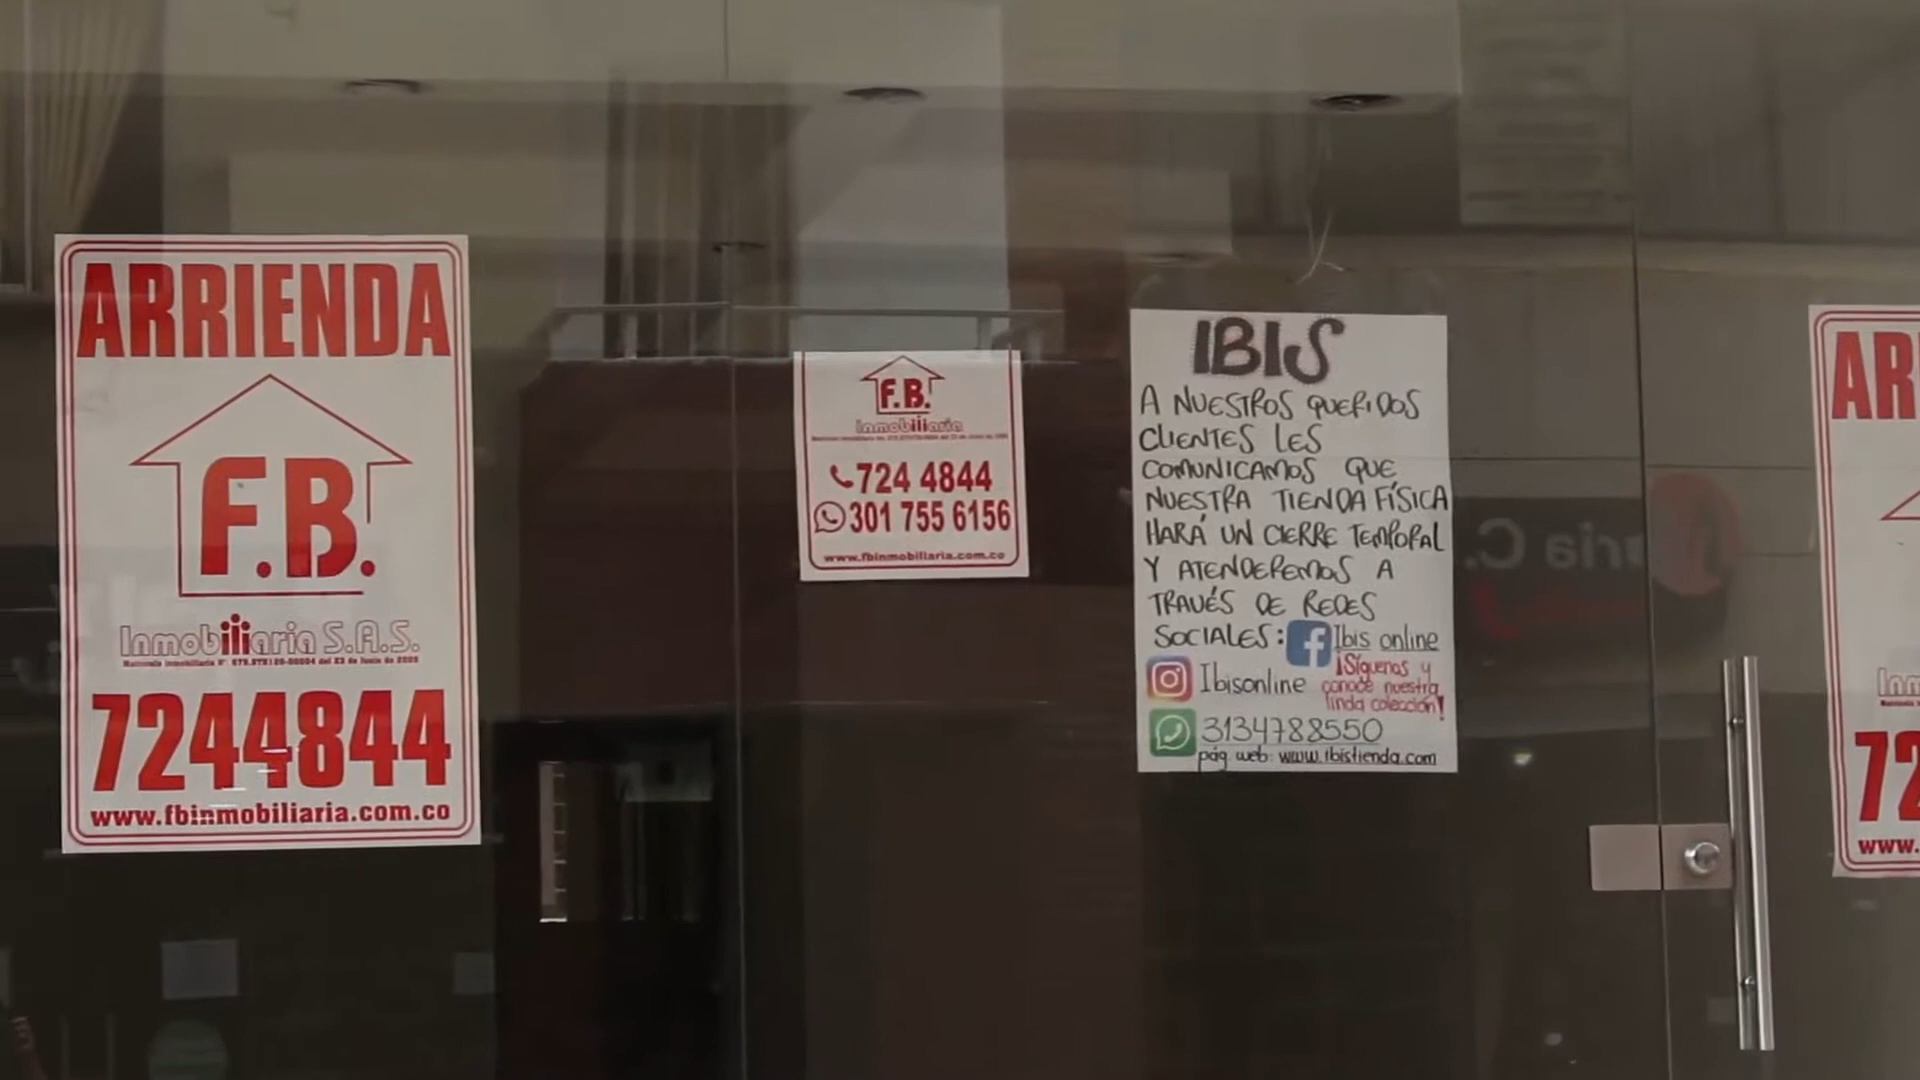 ARRIENDA
F.B.
Inmobiliaria S.A.S.
7244844
www.fbinmobiliaria.com.co
F.B.
Inmobiliaria
724 4844
301 755 6156
www.fbinmobiliaria.com.co
IBIS
A NUESTROS QUERIDOS
CLIENTES LES
COMUNICAMOS QUE
NUESTRA TIENDA FÍSICA
HARÁ UN CIERRE TEMPORAL
Y ATENDEREMOS A
TRAVÉS DE REDES
SOCIALES: Ibis online
Ibisonline
¡Síguenos y
conoce nuestra
linda colección!
3134788550
pág. web: www.ibistienda.com
AR
72
www.